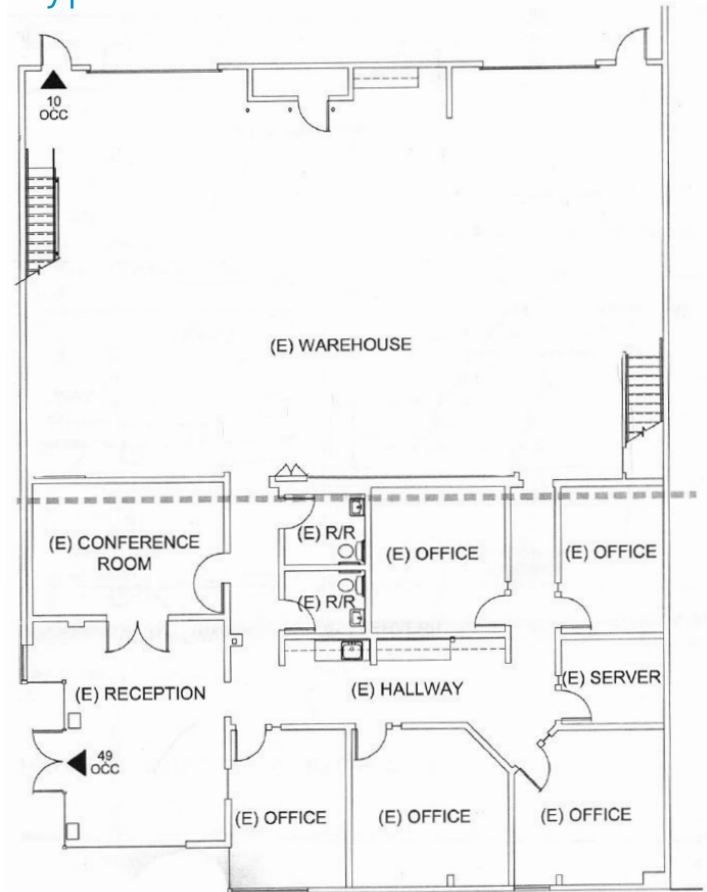 10
OCC
(E) WAREHOUSE
(E) CONFERENCE
ROOM
(E) R/R
(E) OFFICE
(E) OFFICE
(E) R/R
(E) RECEPTION
(E) HALLWAY
(E) SERVER
49
OCC
(E) OFFICE
(E) OFFICE
(E) OFFICE